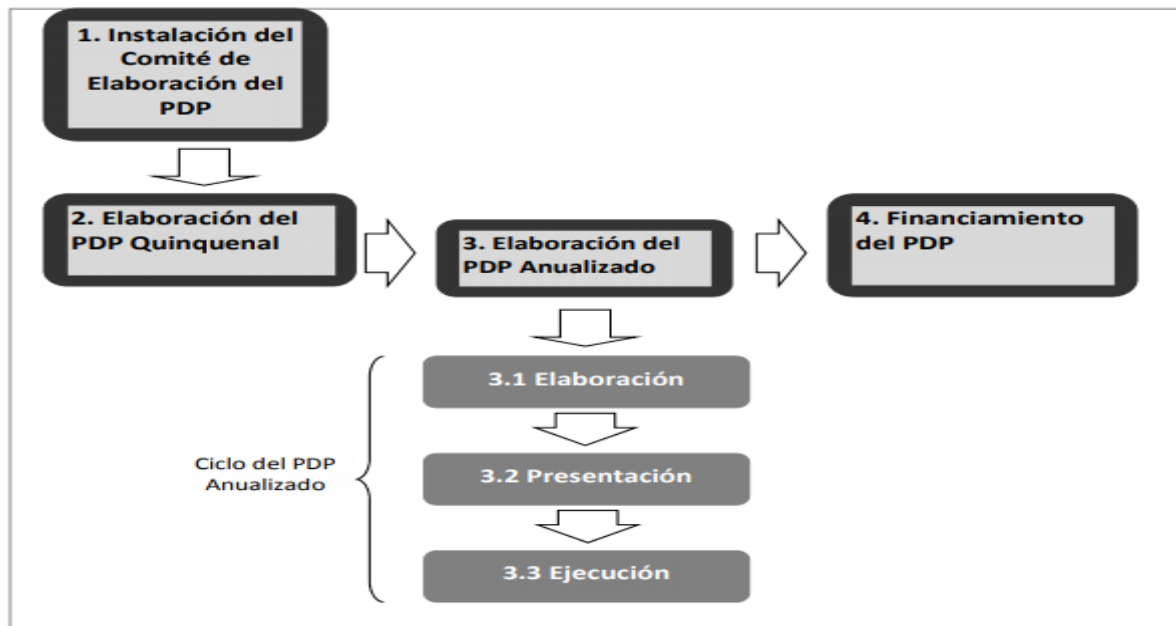 1. Instalación del
Comité de
Elaboración del
PDP
2. Elaboración del
PDP Quinquenal
3. Elaboración del
PDP Anualizado
4. Financiamiento
del PDP
3.1 Elaboración
Ciclo del PDP
Anualizado
3.2 Presentación
3.3 Ejecución